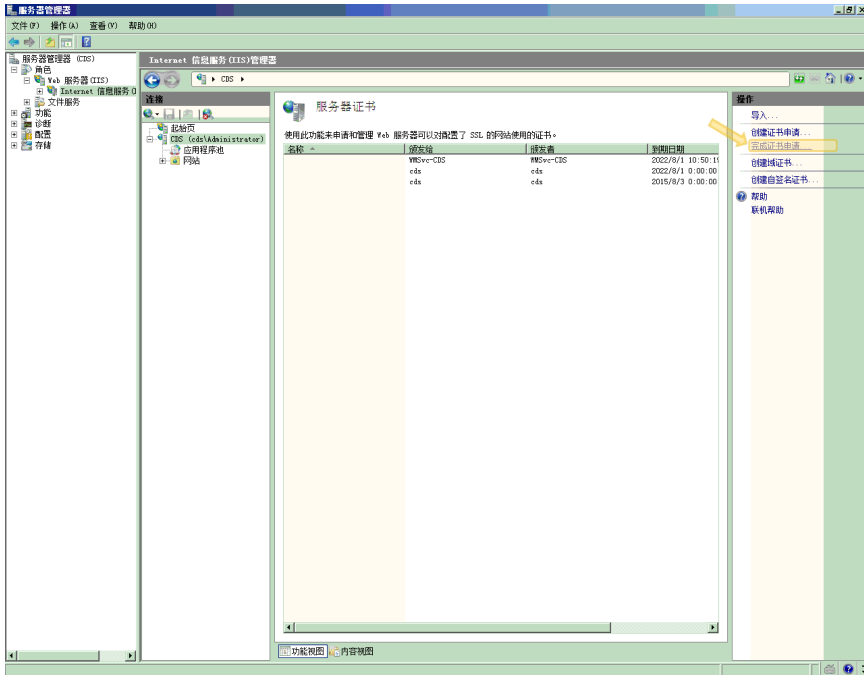 服务器管理器
文件(F) 操作(A) 查看(V) 帮助(H)
服务器管理器 (CDS)
角色
Web 服务器(IIS)
Internet 信息服务(
文件服务
功能
诊断
配置
存储
Internet 信息服务(IIS)管理器
CDS
连接
起始页
CDS (cds\Administrator)
应用程序池
网站
服务器证书
使用此功能来申请和管理 Web 服务器可以对配置了 SSL 的网站使用的证书。
名称 颁发给 颁发者 到期日期
WMSvc-CDS WMSvc-CDS 2022/8/1 10:50:19
cds cds 2022/8/1 0:00:00
cds cds 2015/8/3 0:00:00
功能视图 内容视图
操作
导入...
创建证书申请...
完成证书申请...
创建域证书...
创建自签名证书...
帮助
联机帮助